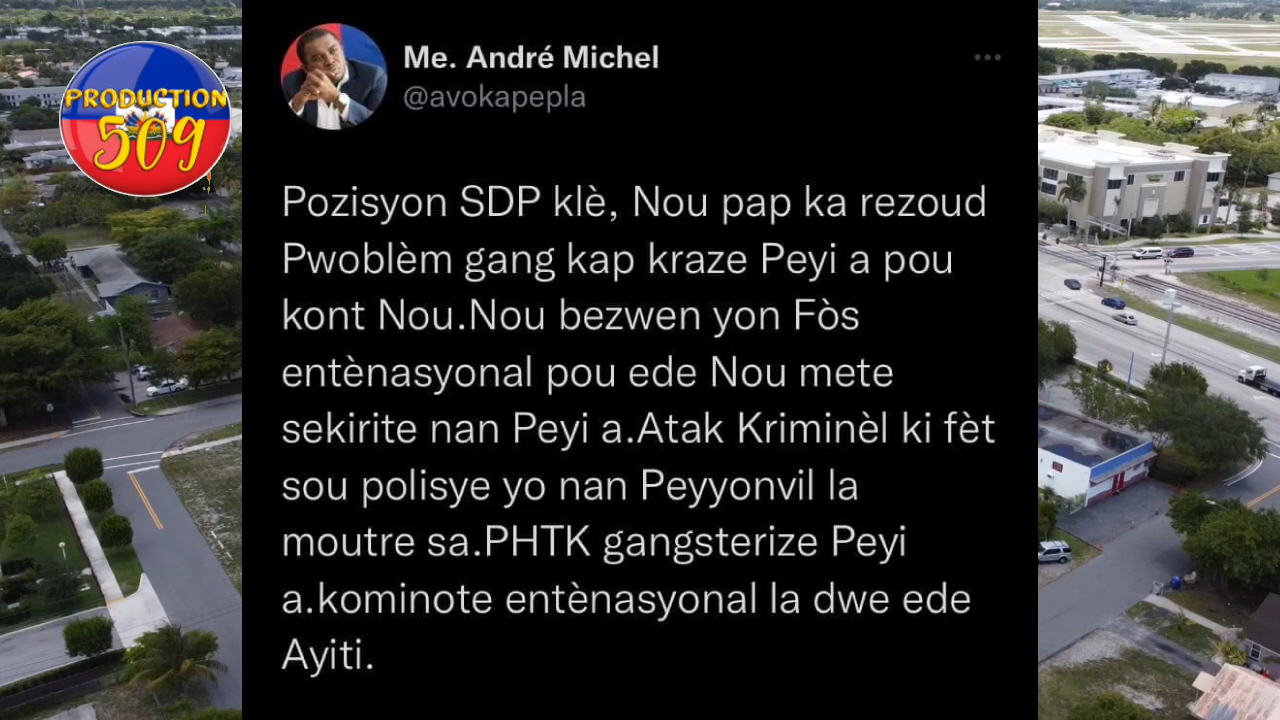 PRODUCTION
509
Me. André Michel
@avokapepla
Pozisyon SDP klè, Nou pap ka rezoud
Pwoblèm gang kap kraze Peyi a pou
kont Nou.Nou bezwen yon Fòs
entènasyonal pou ede Nou mete
sekirite nan Peyi a.Atak Kriminèl ki fèt
sou polisye yo nan Peyyonvil la
moutre sa.PHTK gangsterize Peyi
a.kominote entènasyonal la dwe ede
Ayiti.